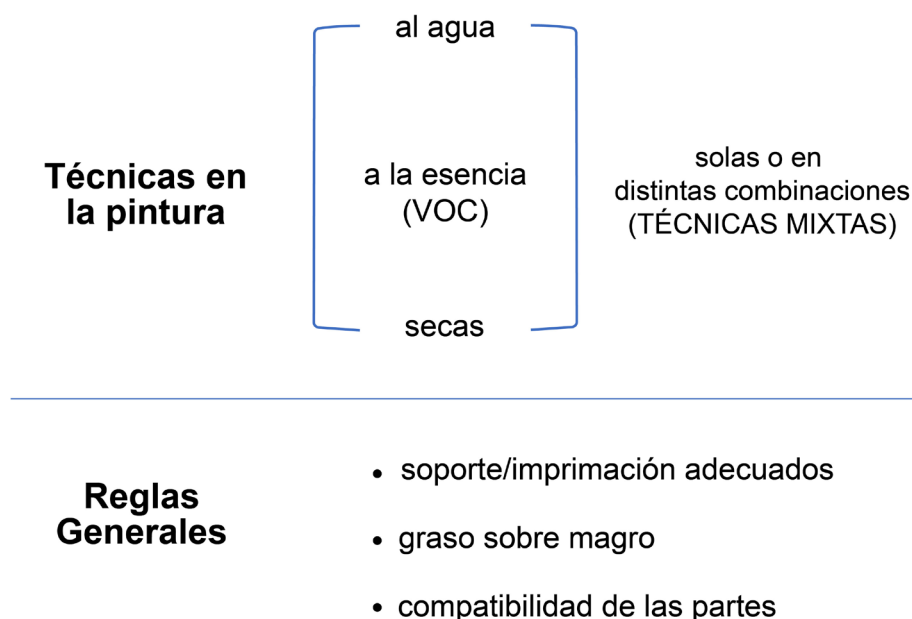 Técnicas en
la pintura
al agua
a la esencia
(VOC)
secas
solas o en
distintas combinaciones
(TÉCNICAS MIXTAS)
Reglas
Generales
• soporte/imprimación adecuados
• graso sobre magro
• compatibilidad de las partes